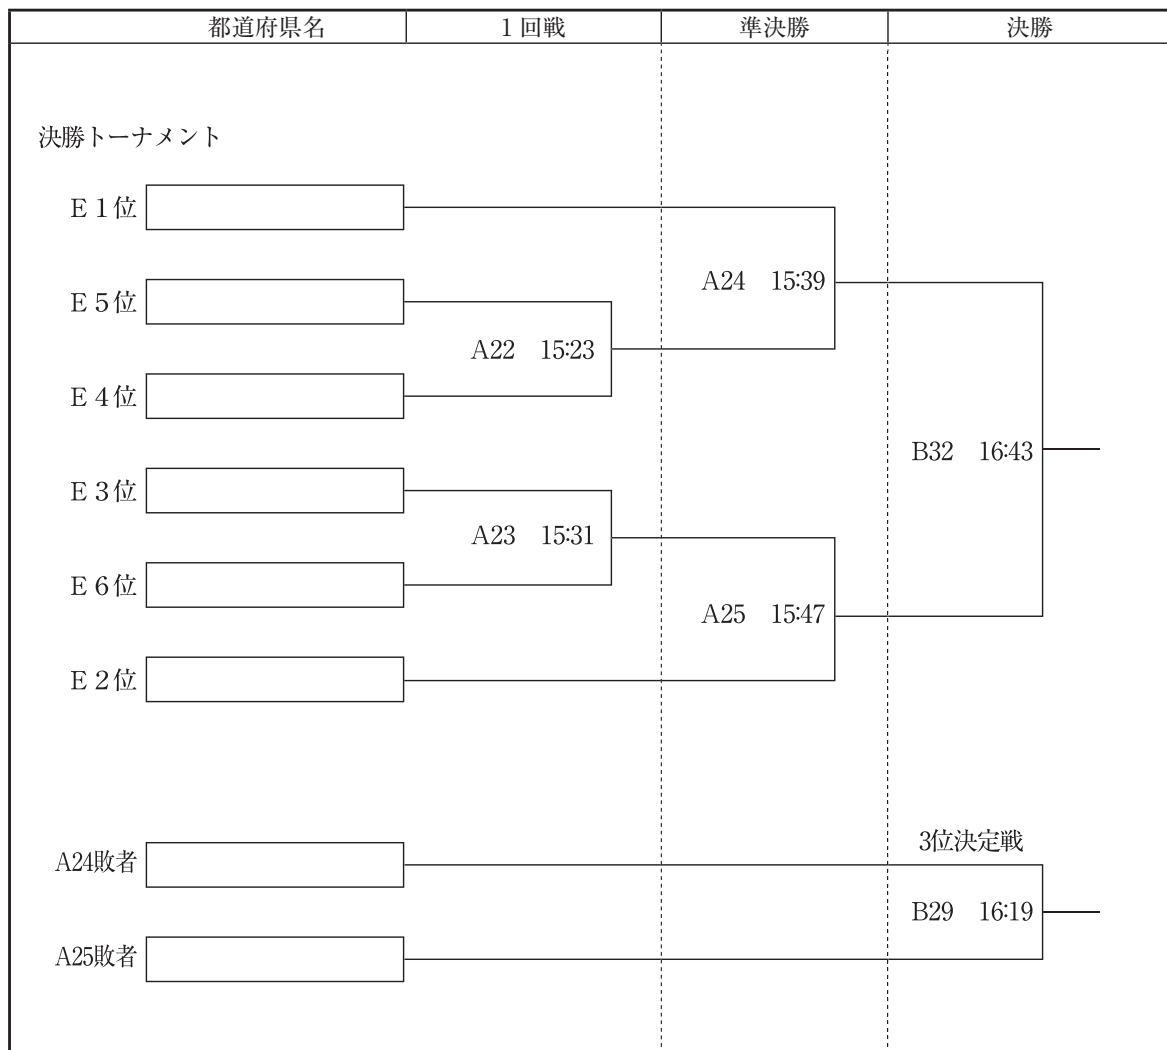 都道府県名 1回戦 準決勝 決勝
決勝トーナメント
E1位
A24 15:39
E5位
A22 15:23
E4位
B32 16:43
E3位
A23 15:31
E6位
A25 15:47
E2位
3位決定戦
A24敗者
B29 16:19
A25敗者